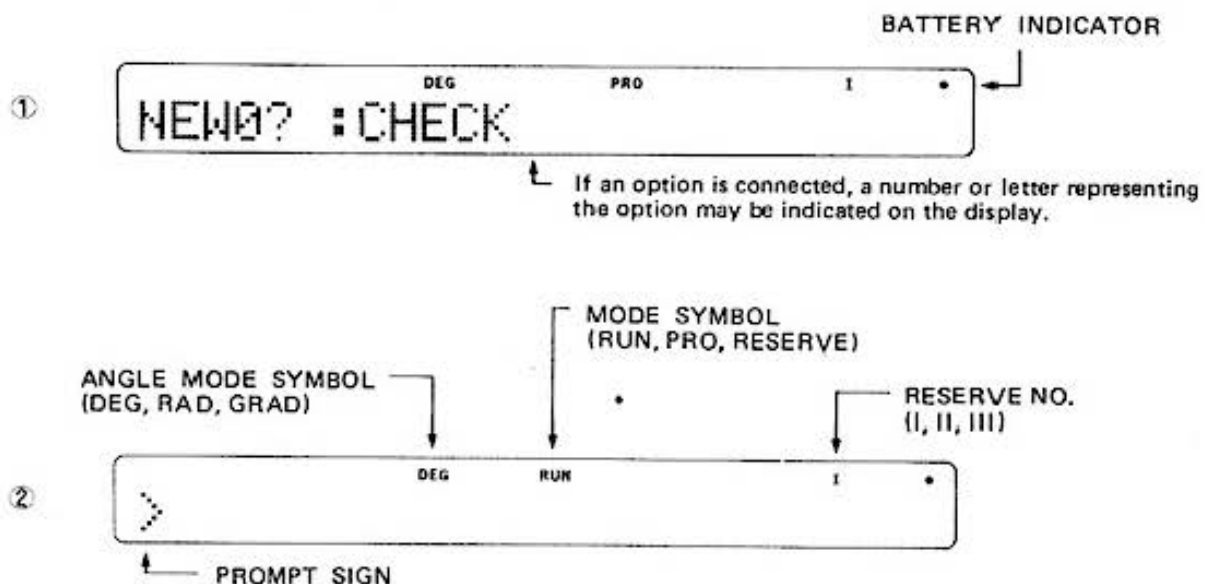 BATTERY INDICATOR
①
DEG PRO I
NEW0? :CHECK
If an option is connected, a number or letter representing
the option may be indicated on the display.
MODE SYMBOL
(RUN, PRO, RESERVE)
ANGLE MODE SYMBOL
(DEG, RAD, GRAD)
RESERVE NO.
(I, II, III)
②
DEG RUN I
>
PROMPT SIGN